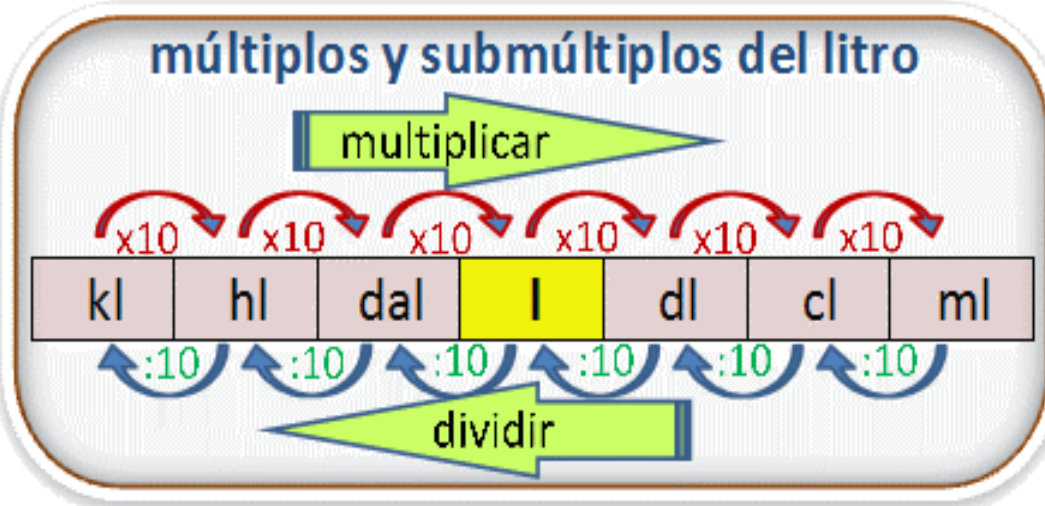 múltiplos y submúltiplos del litro
multiplicar
x10 x10 x10 x10 x10 x10
kl hl dal l dl cl ml
:10 :10 :10 :10 :10 :10
dividir